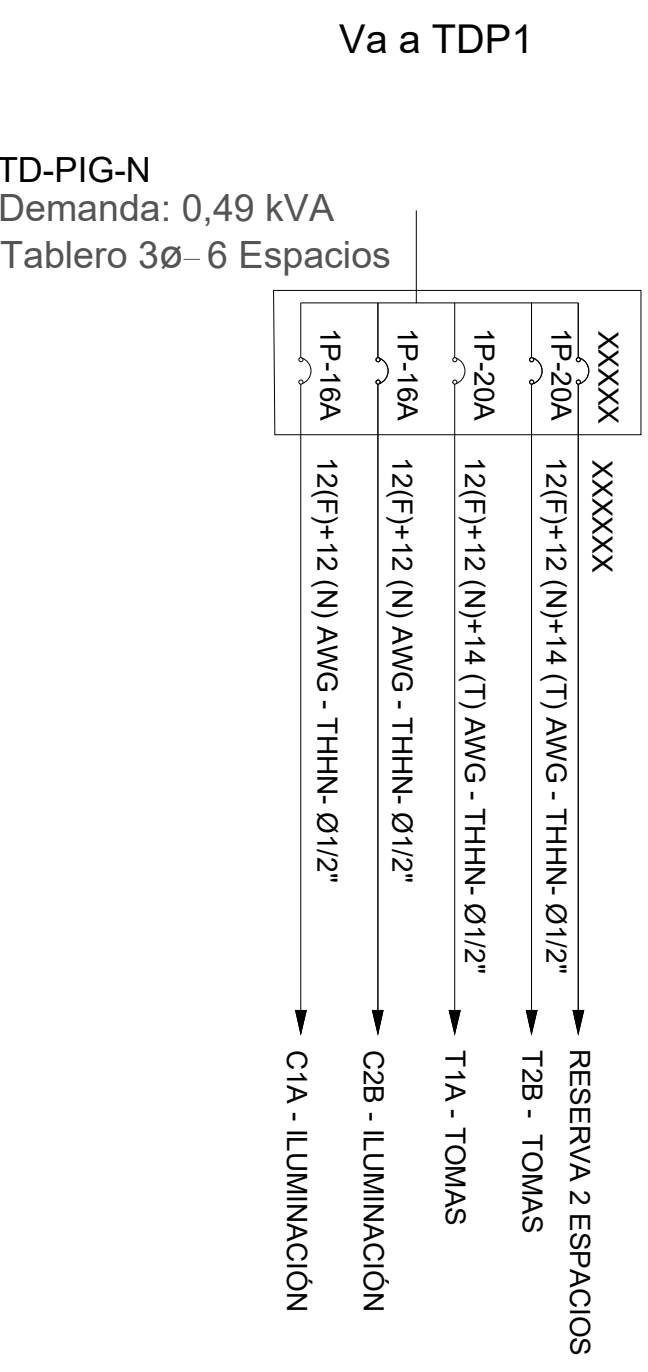 Va a TDP1
TD-PIG-N
Demanda: 0,49 kVA
Tablero 3ø– 6 Espacios
1P-16A
1P-16A
1P-20A
1P-20A
XXXXX
12(F)+12 (N) AWG - THHN- Ø1/2"
12(F)+12 (N) AWG - THHN- Ø1/2"
12(F)+12 (N)+14 (T) AWG - THHN- Ø1/2"
12(F)+12 (N)+14 (T) AWG - THHN- Ø1/2"
XXXXXX
C1A - ILUMINACIÓN
C2B - ILUMINACIÓN
T1A - TOMAS
T2B - TOMAS
RESERVA 2 ESPACIOS